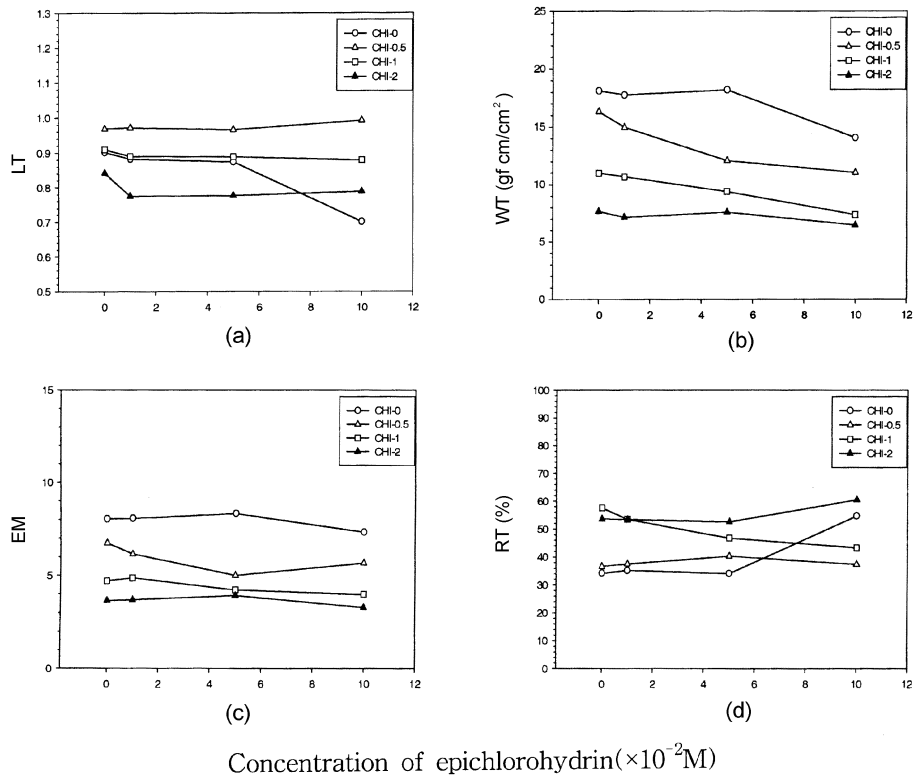 LT
1.3
1.2
1.1
1.0
0.9
0.8
0.7
0.6
0.5
0 2 4 6 8 10 12
CHI-0
CHI-0.5
CHI-1
CHI-2
(a)
WT (gf cm/cm²)
25
20
15
10
5
0
0 2 4 6 8 10 12
CHI-0
CHI-0.5
CHI-1
CHI-2
(b)
EM
15
10
5
0
0 2 4 6 8 10 12
CHI-0
CHI-0.5
CHI-1
CHI-2
(c)
RT (%)
100
90
80
70
60
50
40
30
20
10
0
0 2 4 6 8 10 12
CHI-0
CHI-0.5
CHI-1
CHI-2
(d)
Concentration of epichlorohydrin(×10⁻²M)